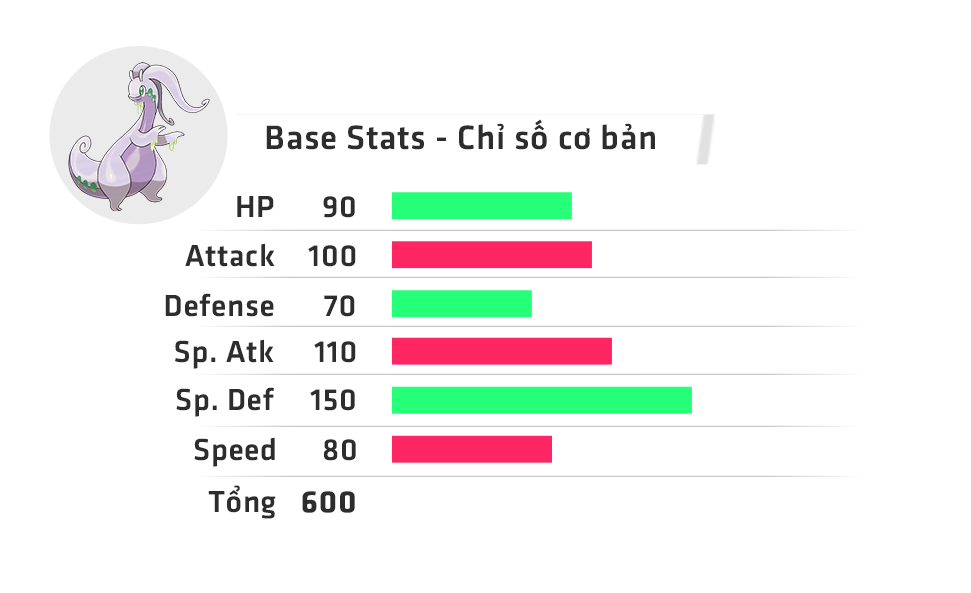 Base Stats - Chỉ số cơ bản
HP 90
Attack 100
Defense 70
Sp. Atk 110
Sp. Def 150
Speed 80
Tổng 600